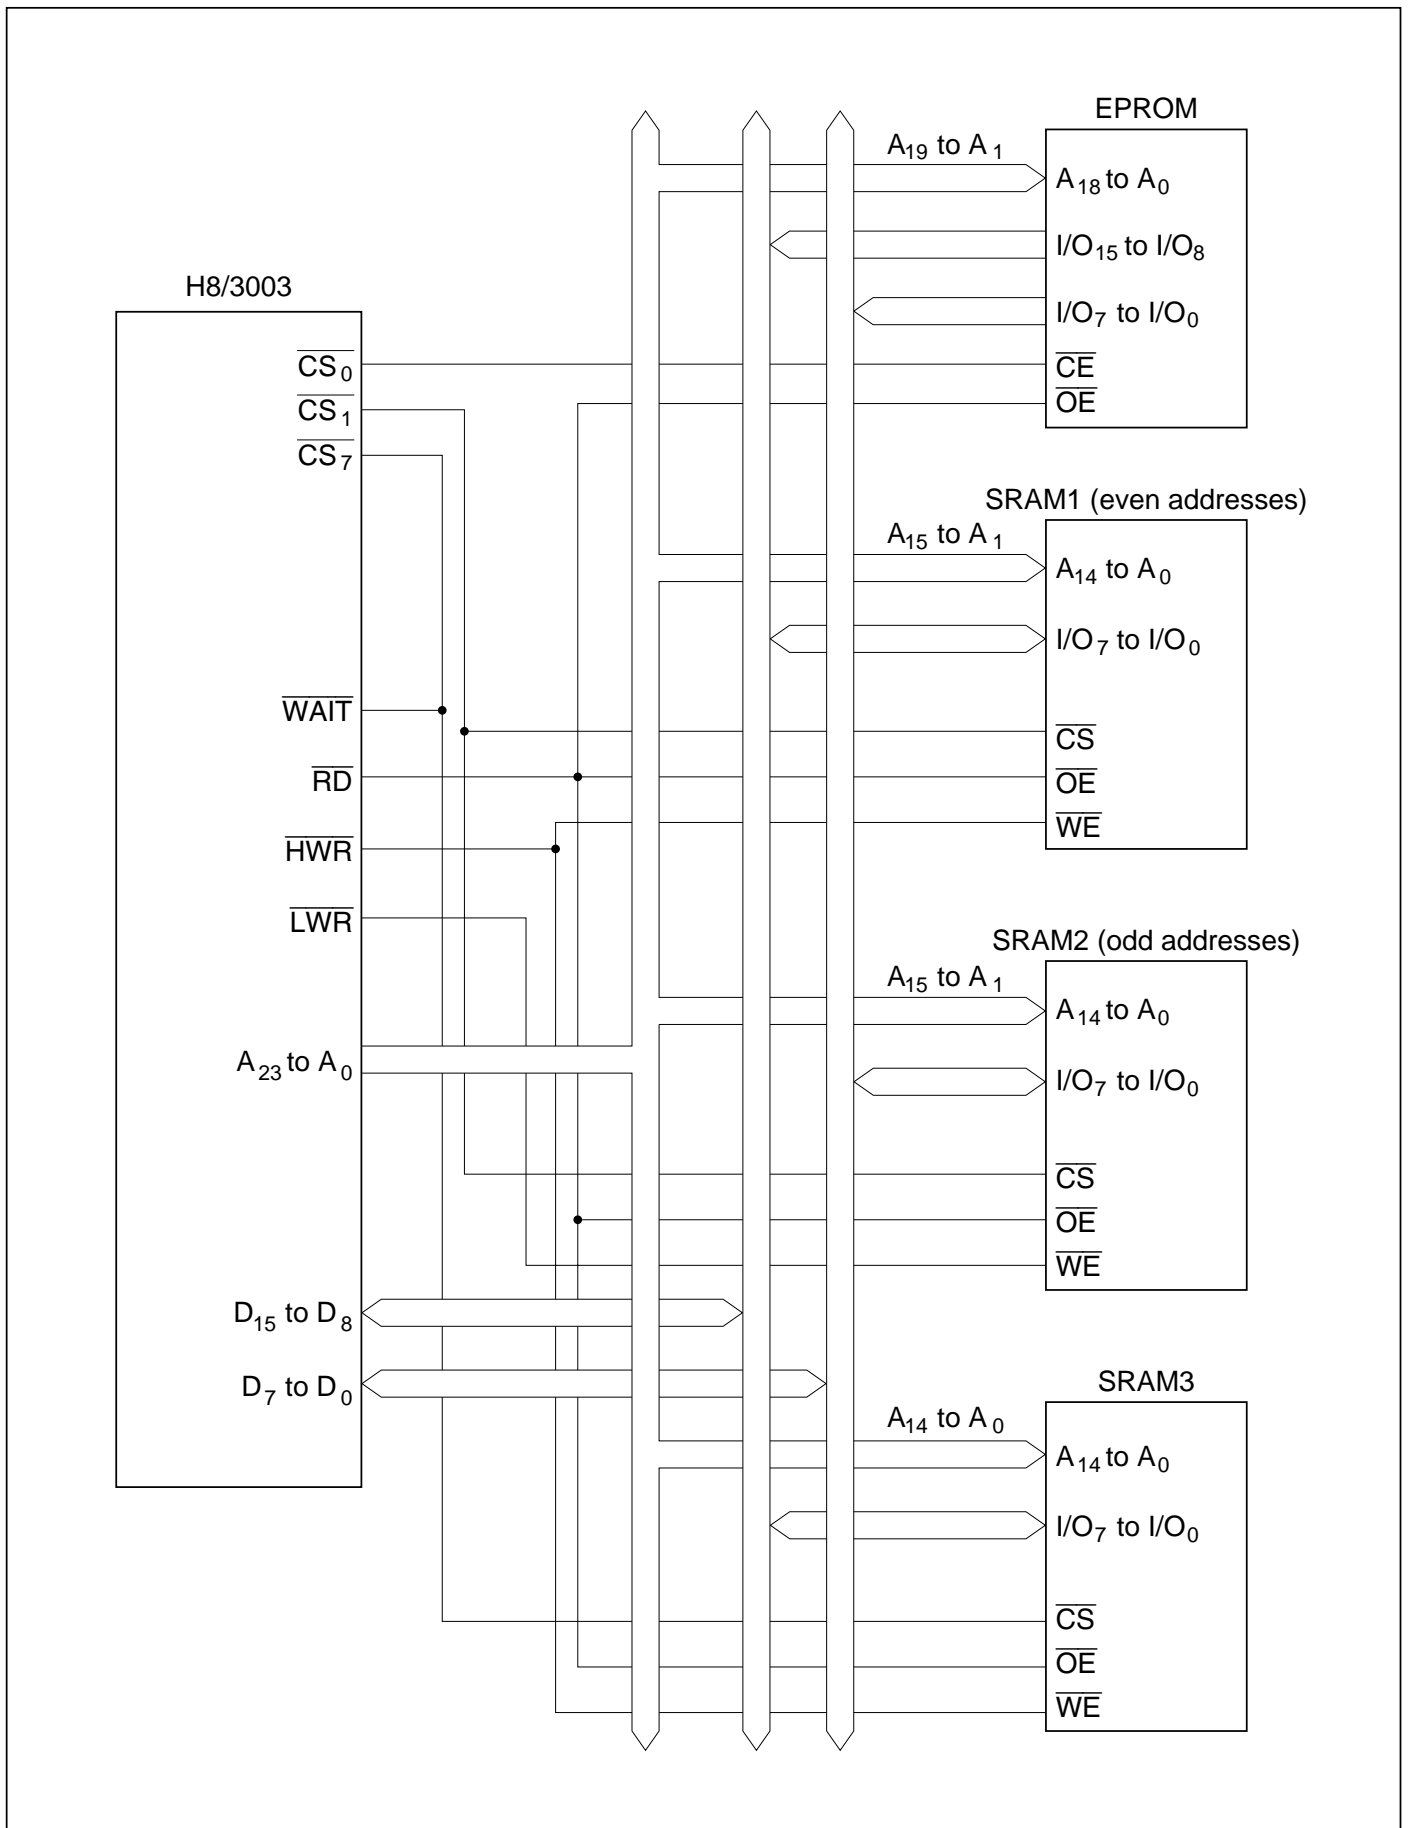 H8/3003
CS0
CS1
CS7
WAIT
RD
HWR
LWR
A23 to A0
D15 to D8
D7 to D0
EPROM
A19 to A1
A18 to A0
I/O15 to I/O8
I/O7 to I/O0
CE
OE
SRAM1 (even addresses)
A15 to A1
A14 to A0
I/O7 to I/O0
CS
OE
WE
SRAM2 (odd addresses)
A15 to A1
A14 to A0
I/O7 to I/O0
CS
OE
WE
SRAM3
A14 to A0
A14 to A0
I/O7 to I/O0
CS
OE
WE